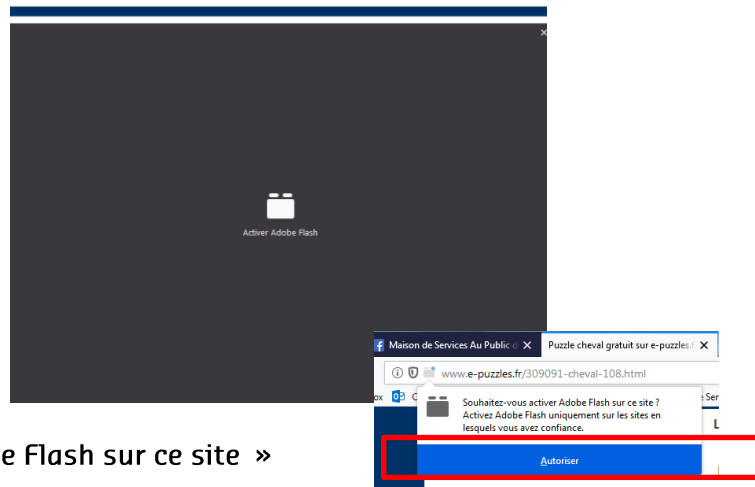 Activer Adobe Flash
Maison de Services Au Public d
Puzzle cheval gratuit sur e-puzzles.f
www.e-puzzles.fr/309091-cheval-108.html
Souhaitez-vous activer Adobe Flash sur ce site ?
Activez Adobe Flash uniquement sur les sites en
lesquels vous avez confiance.
Autoriser
e Flash sur ce site »